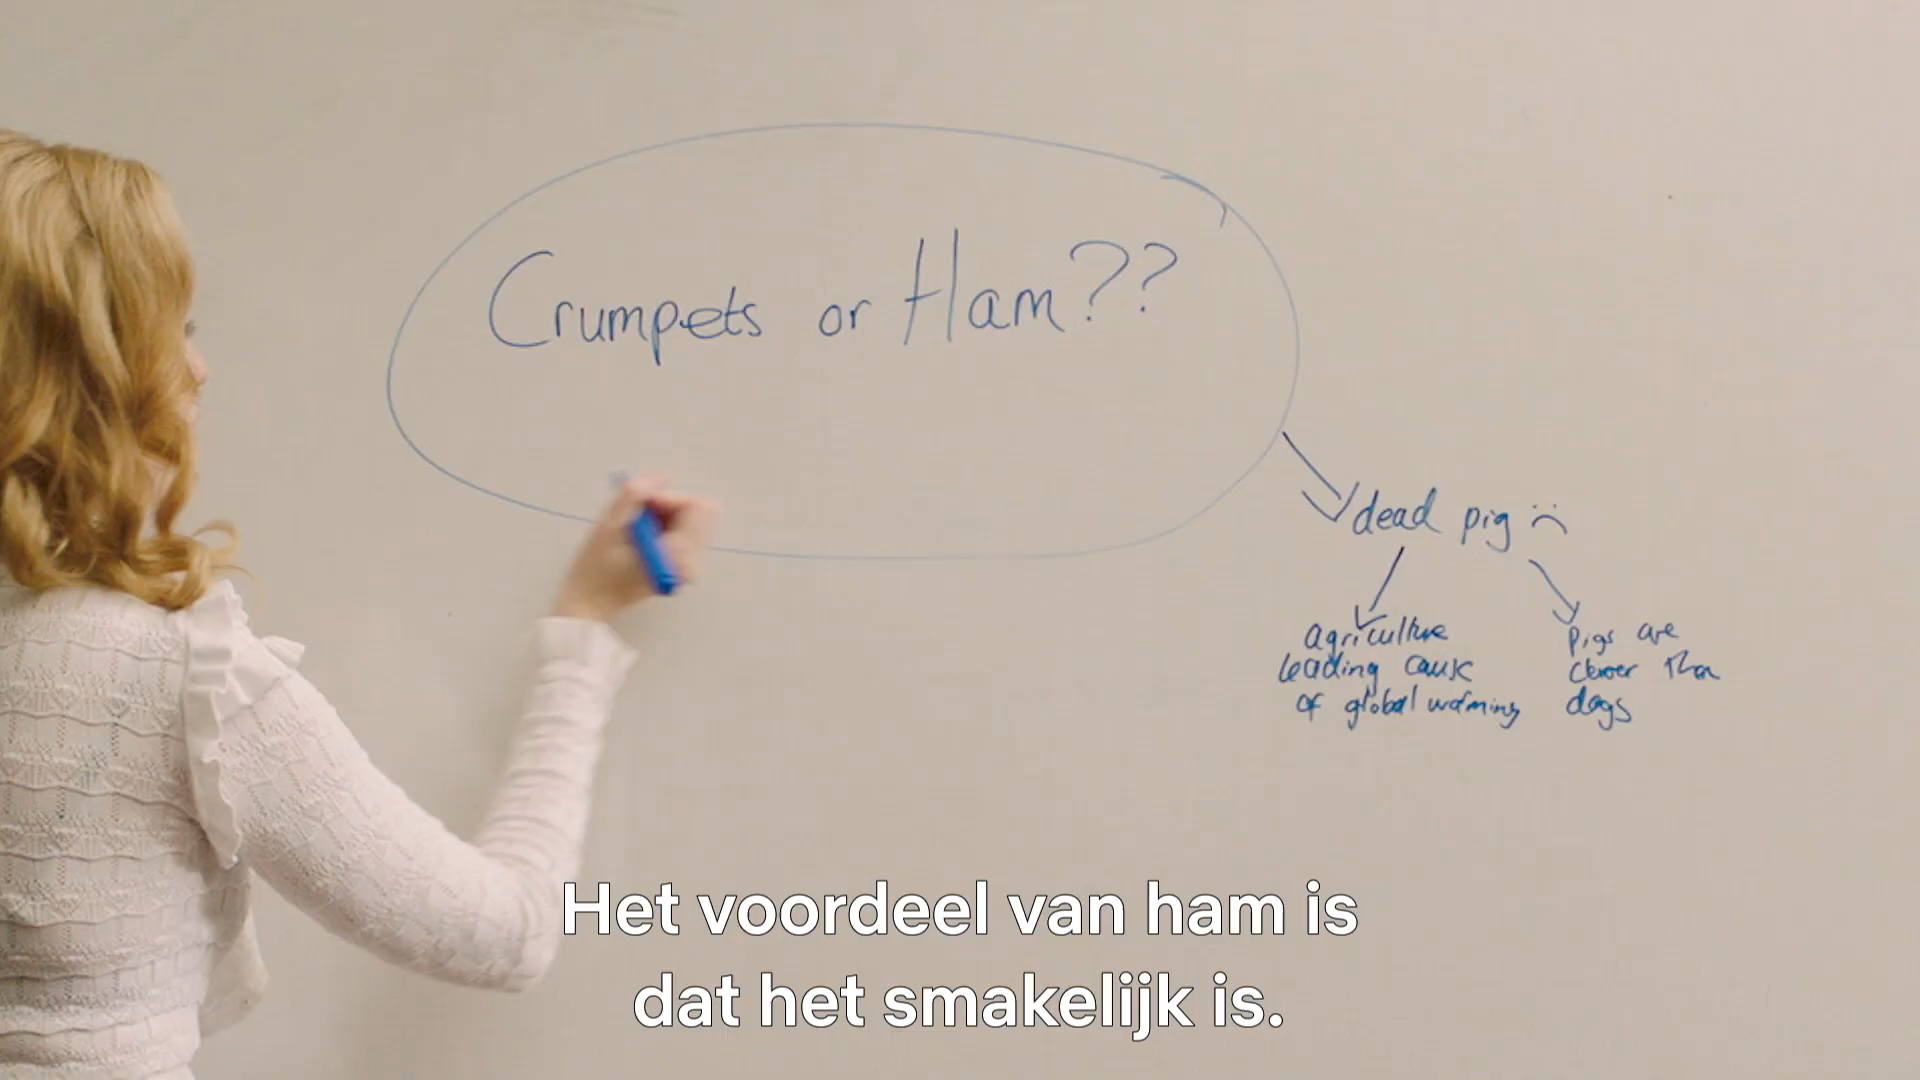 Crumpets or Ham??
dead pig :(
agriculture
leading cause
of global warming
Pigs are
clever than
dogs
Het voordeel van ham is
dat het smakelijk is.